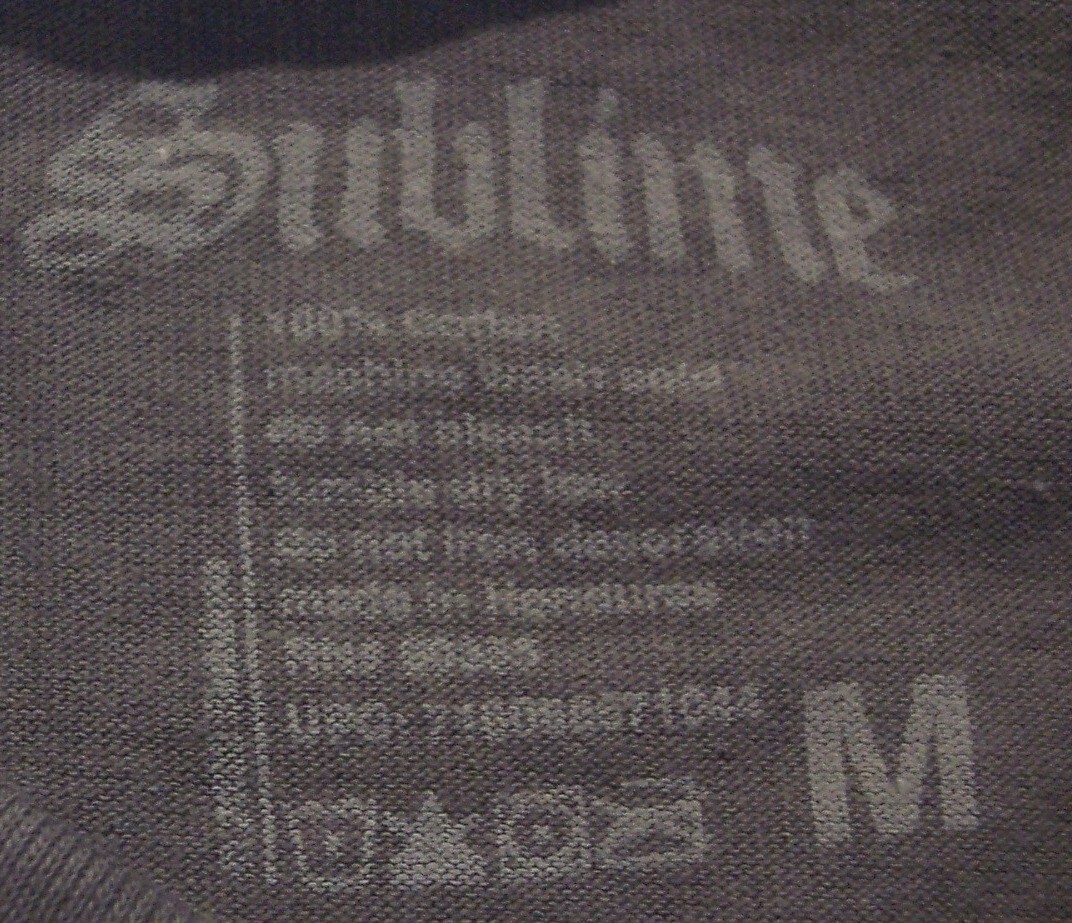 Sublime
100% Cotton
machine wash cold
do not bleach
tumble dry low
do not iron decoration
made in Honduras
M